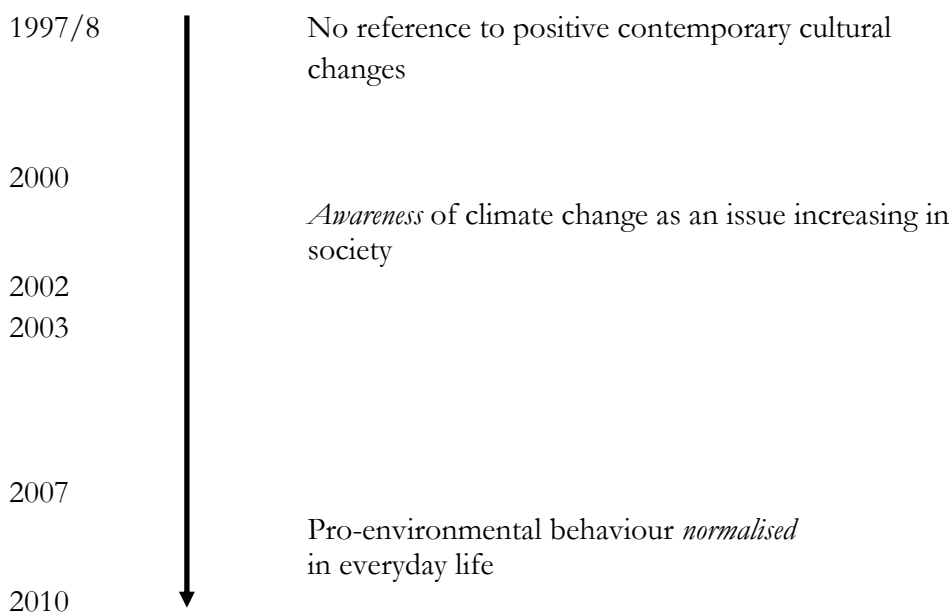 1997/8 No reference to positive contemporary cultural
changes
2000
Awareness of climate change as an issue increasing in
society
2002
2003
2007
Pro-environmental behaviour normalised
in everyday life
2010